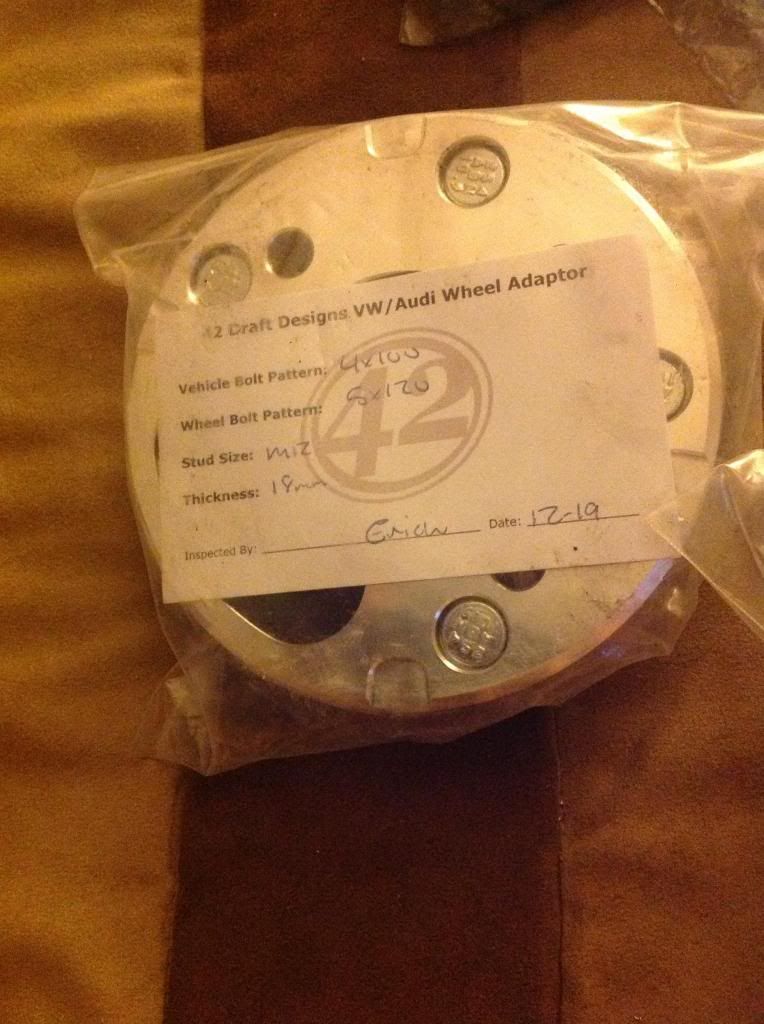 42 Draft Designs VW/Audi Wheel Adaptor
Vehicle Bolt Pattern: 4x100
Wheel Bolt Pattern: 5x120
Stud Size: M12
Thickness: 18mm
42
Inspected By: Erich Date: 12-19